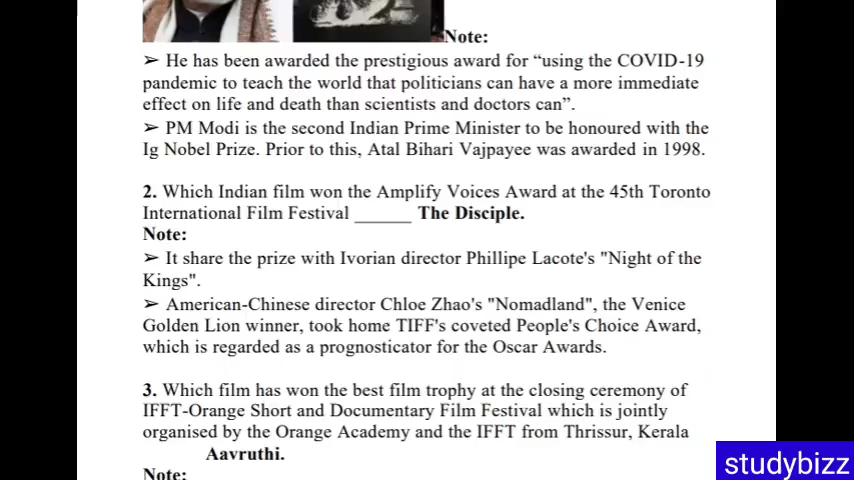 Note:
➢ He has been awarded the prestigious award for “using the COVID-19
pandemic to teach the world that politicians can have a more immediate
effect on life and death than scientists and doctors can”.
➢ PM Modi is the second Indian Prime Minister to be honoured with the
Ig Nobel Prize. Prior to this, Atal Bihari Vajpayee was awarded in 1998.
2. Which Indian film won the Amplify Voices Award at the 45th Toronto
International Film Festival ______ The Disciple.
Note:
➢ It share the prize with Ivorian director Phillipe Lacote's "Night of the
Kings".
➢ American-Chinese director Chloe Zhao's "Nomadland", the Venice
Golden Lion winner, took home TIFF's coveted People's Choice Award,
which is regarded as a prognosticator for the Oscar Awards.
3. Which film has won the best film trophy at the closing ceremony of
IFFT-Orange Short and Documentary Film Festival which is jointly
organised by the Orange Academy and the IFFT from Thrissur, Kerala
Aavruthi.
Note:
studybizz